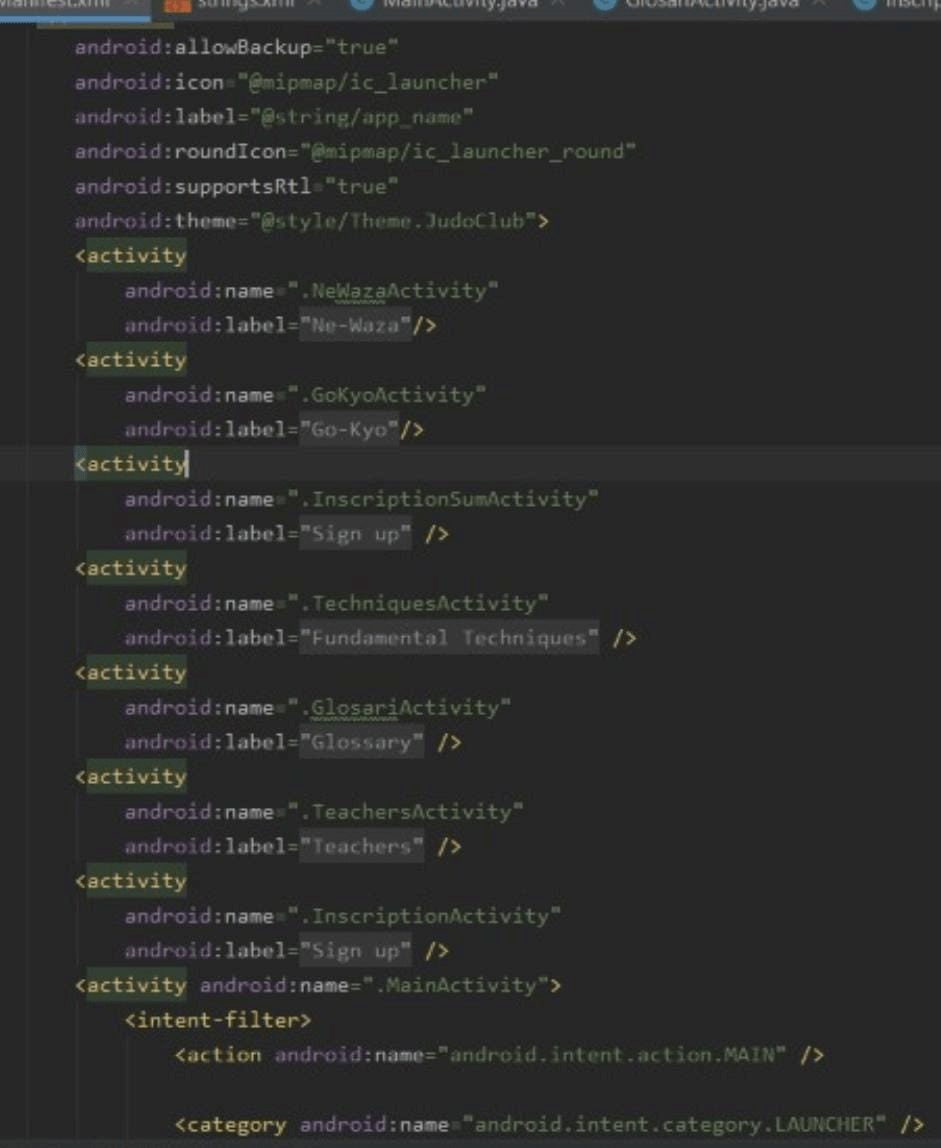 Manifest.xml strings.xml MainActivity.java GlosariActivity.java
android:allowBackup="true"
android:icon="@mipmap/ic_launcher"
android:label="@string/app_name"
android:roundIcon="@mipmap/ic_launcher_round"
android:supportsRtl="true"
android:theme="@style/Theme.JudoClub">
<activity
android:name=".NeWazaActivity"
android:label="Ne-Waza"/>
<activity
android:name=".GoKyoActivity"
android:label="Go-Kyo"/>
<activity
android:name=".InscriptionSumActivity"
android:label="Sign up" />
<activity
android:name=".TechniquesActivity"
android:label="Fundamental Techniques" />
<activity
android:name=".GlosariActivity"
android:label="Glossary" />
<activity
android:name=".TeachersActivity"
android:label="Teachers" />
<activity
android:name=".InscriptionActivity"
android:label="Sign up" />
<activity android:name=".MainActivity">
<intent-filter>
<action android:name="android.intent.action.MAIN" />
<category android:name="android.intent.category.LAUNCHER" />